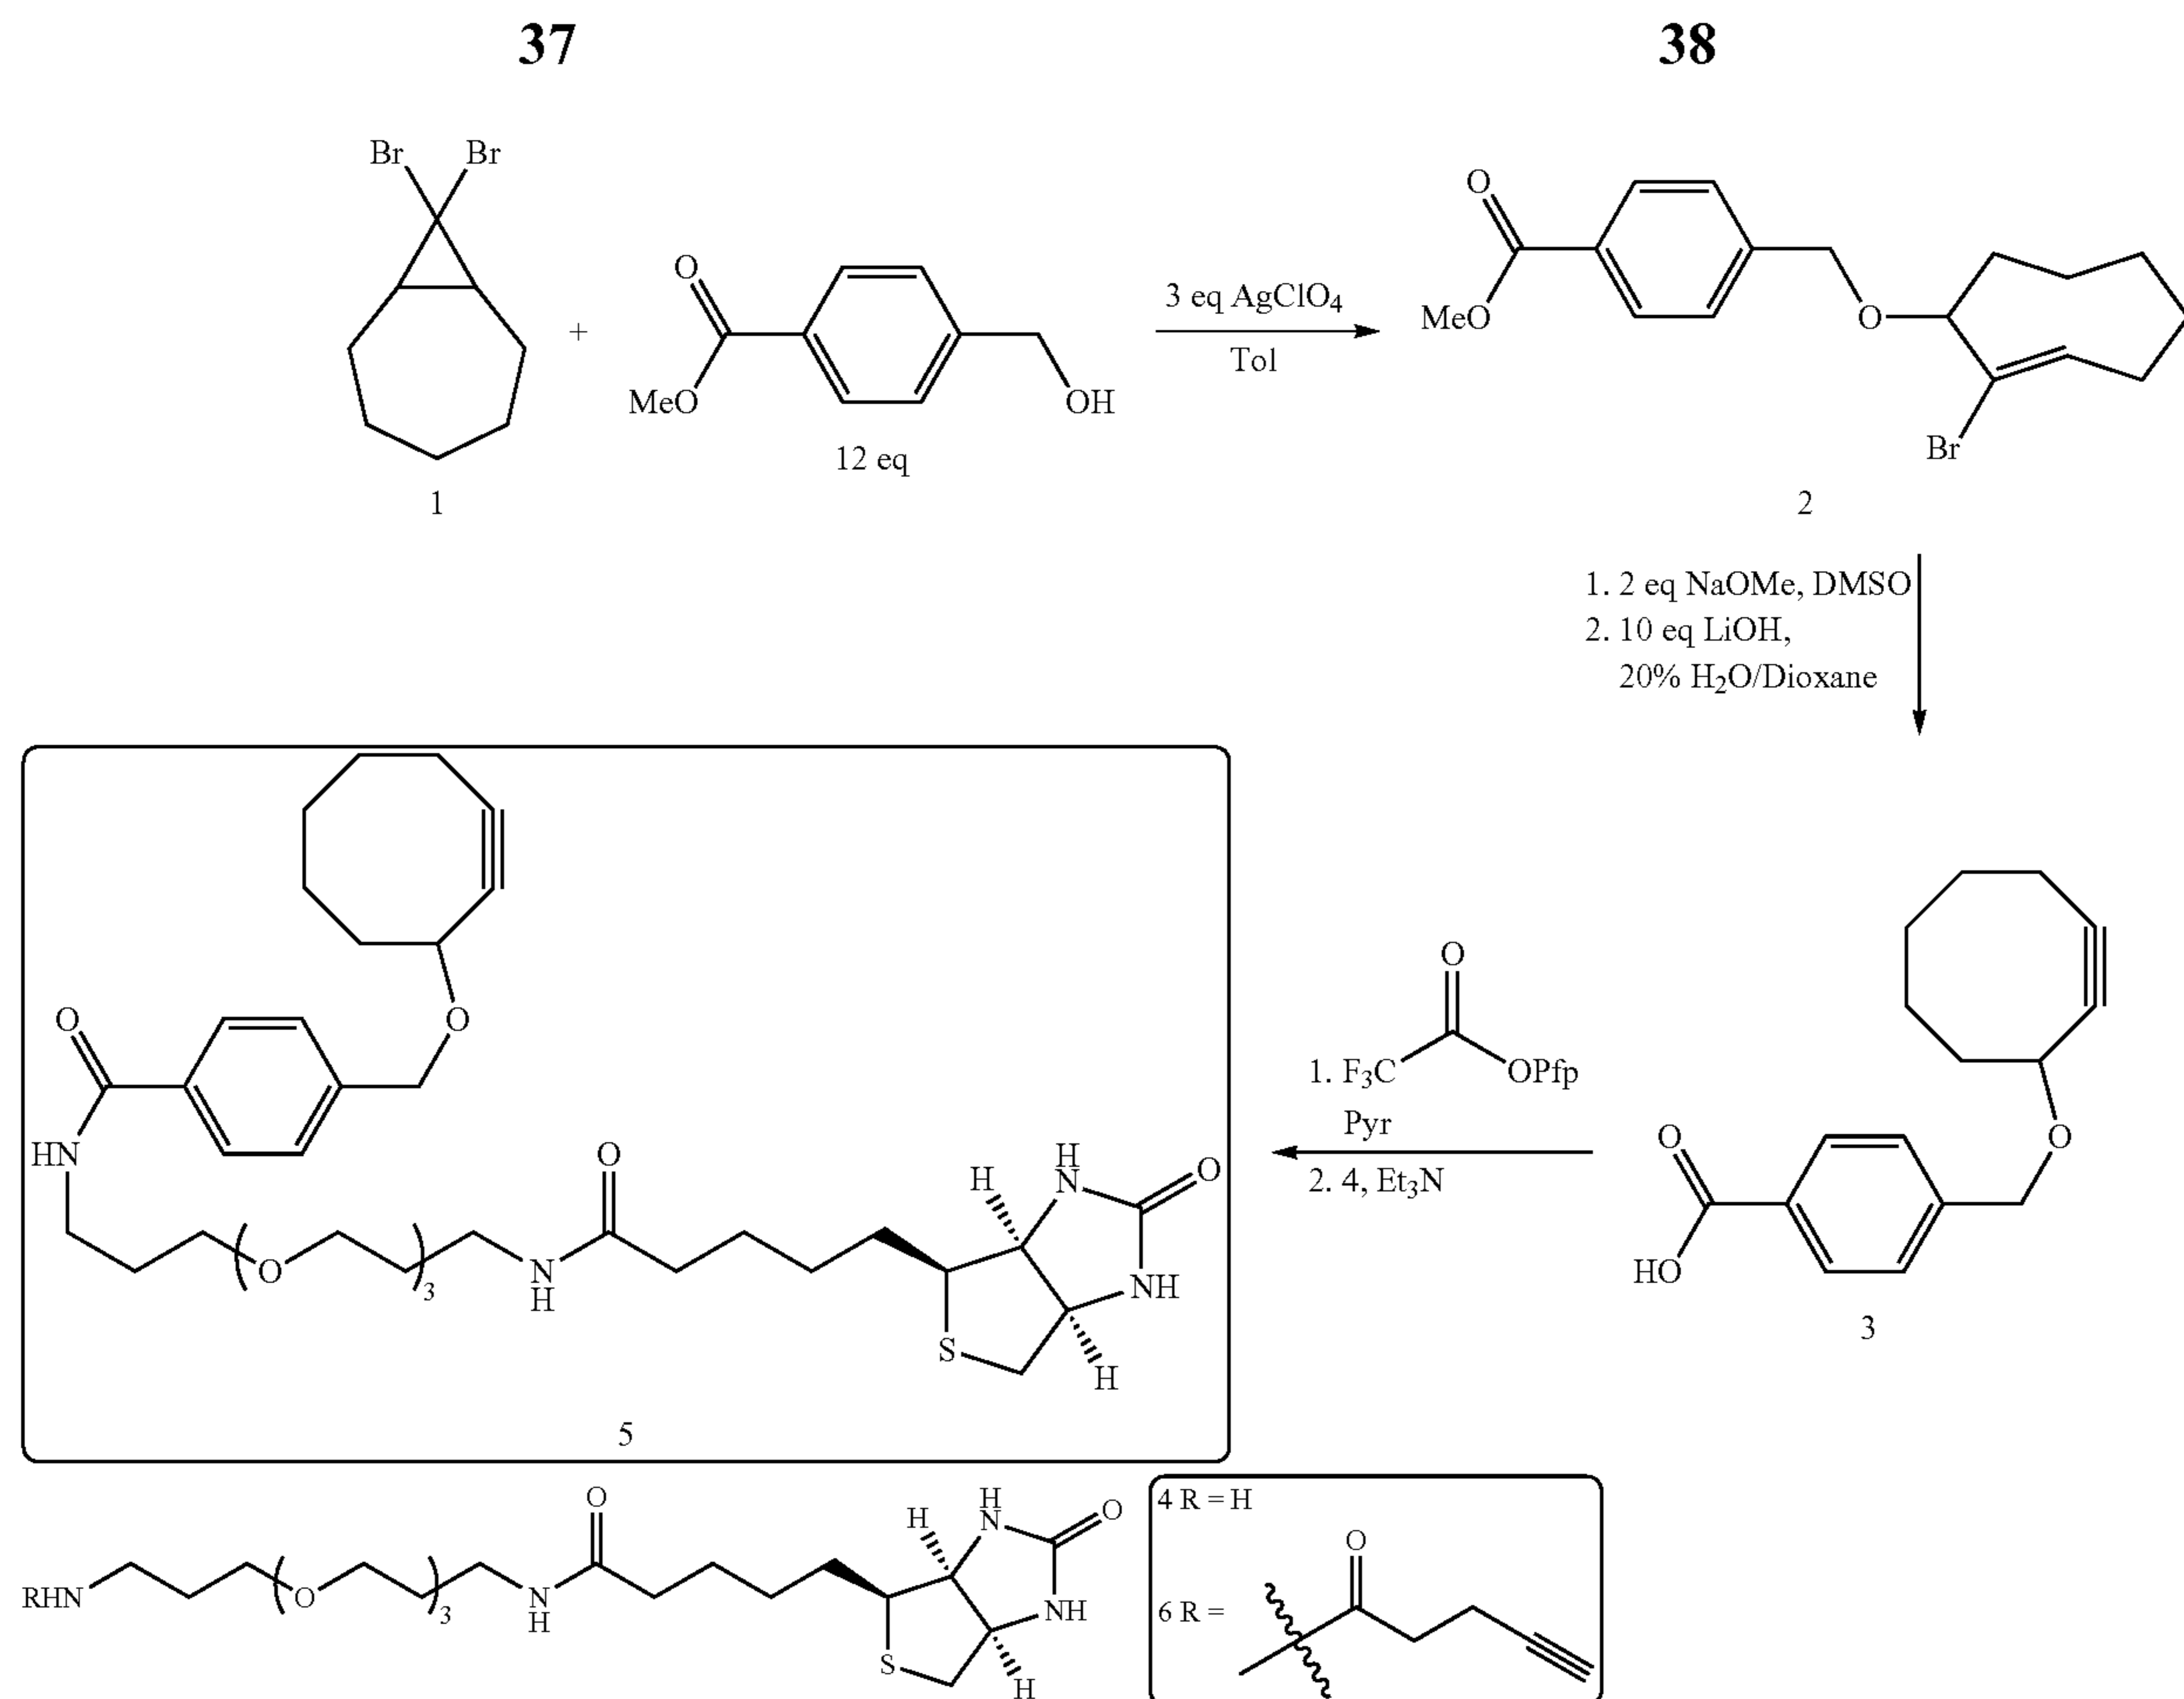 37
38
Br Br
1
+
O
MeO
OH
12 eq
3 eq AgClO4
Tol
O
MeO
O
Br
2
1. 2 eq NaOMe, DMSO
2. 10 eq LiOH,
20% H2O/Dioxane
O
HO
O
3
O
1. F3C OPfp
Pyr
2. 4, Et3N
O
O
HN
O
3
N
H
O
H
H
N
O
NH
S
H
5
RHN
O
3
N
H
O
H
H
N
O
NH
S
H
4 R = H
O
6 R =